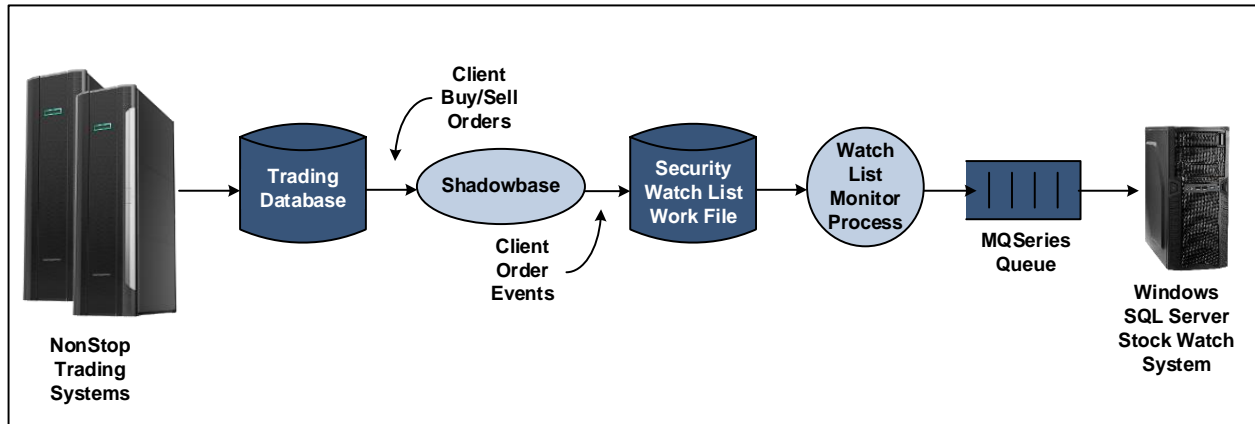 Client
Buy/Sell
Orders
Trading
Database
Shadowbase
Security
Watch List
Work File
Watch
List
Monitor
Process
Client
Order
Events
MQSeries
Queue
NonStop
Trading
Systems
Windows
SQL Server
Stock Watch
System